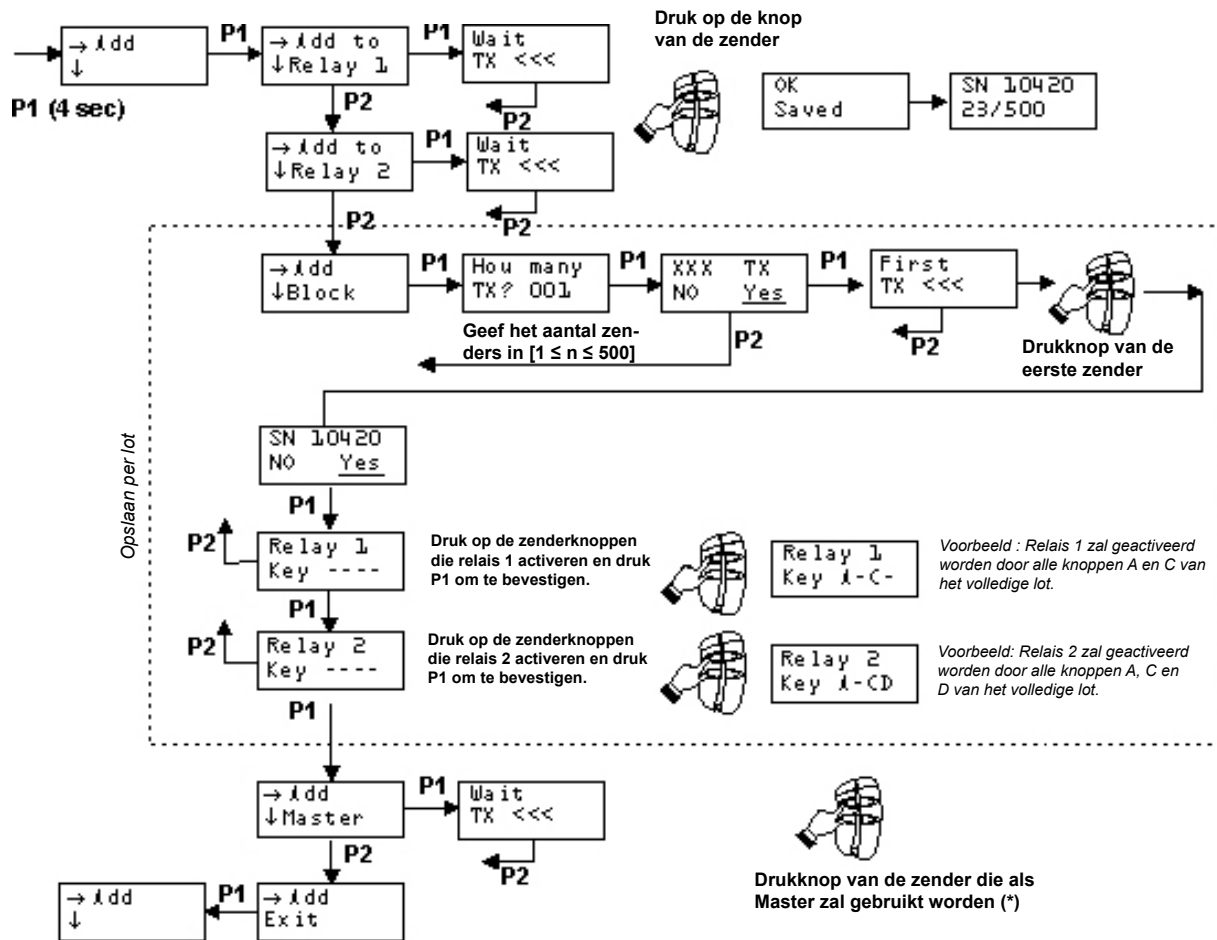 → Add
↓
P1 (4 sec)
P1
→ Add to
↓Relay 1
P1
Wait
TX <<<
P2
P2
→ Add to
↓Relay 2
P1
Wait
TX <<<
P2
P2
Druk op de knop
van de zender
OK
Saved
SN 10420
23/500
Opslaan per lot
→ Add
↓Block
P1
How many
TX? 001
P1
XXX TX
NO Yes
P1
First
TX <<<
P2
P2
Geef het aantal zen-
ders in [1 ≤ n ≤ 500]
Drukknop van de
eerste zender
SN 10420
NO Yes
P1
P2
Relay 1
Key ----
Druk op de zenderknoppen
die relais 1 activeren en druk
P1 om te bevestigen.
Relay 1
Key A-C-
Voorbeeld : Relais 1 zal geactiveerd
worden door alle knoppen A en C van
het volledige lot.
P1
P2
Relay 2
Key ----
Druk op de zenderknoppen
die relais 2 activeren en druk
P1 om te bevestigen.
Relay 2
Key A-CD
Voorbeeld: Relais 2 zal geactiveerd
worden door alle knoppen A, C en
D van het volledige lot.
P1
→ Add
↓Master
P1
Wait
TX <<<
P2
P2
Drukknop van de zender die als
Master zal gebruikt worden (*)
→ Add
↓
P1
→ Add
Exit